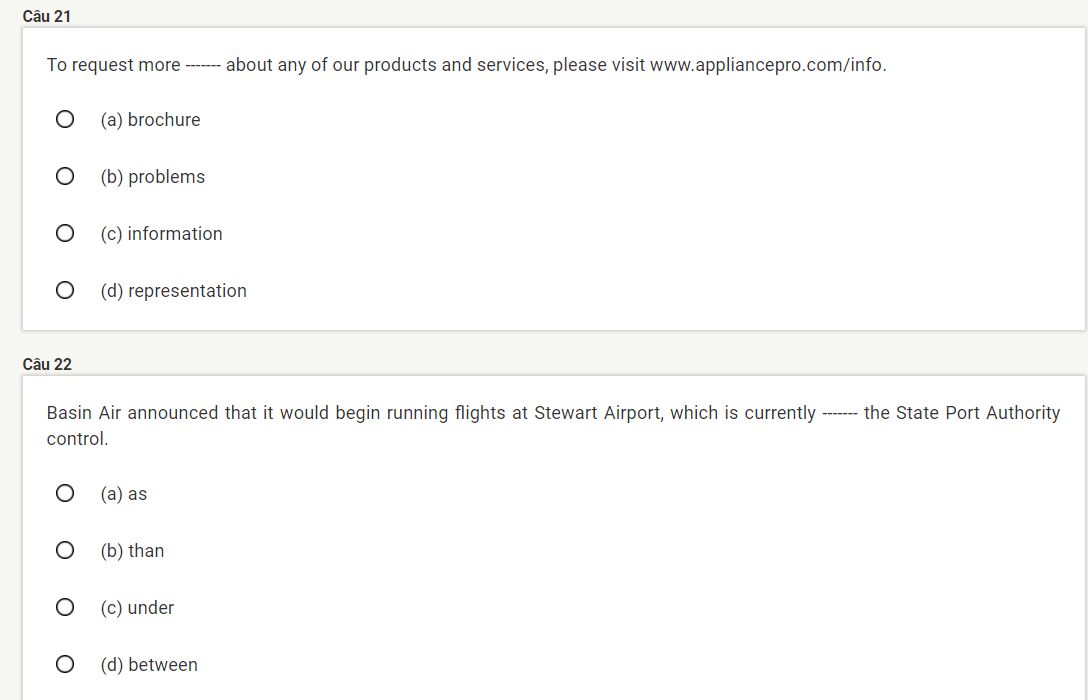 Câu 21
To request more ------- about any of our products and services, please visit www.appliancepro.com/info.
(a) brochure
(b) problems
(c) information
(d) representation
Câu 22
Basin Air announced that it would begin running flights at Stewart Airport, which is currently ------- the State Port Authority
control.
(a) as
(b) than
(c) under
(d) between